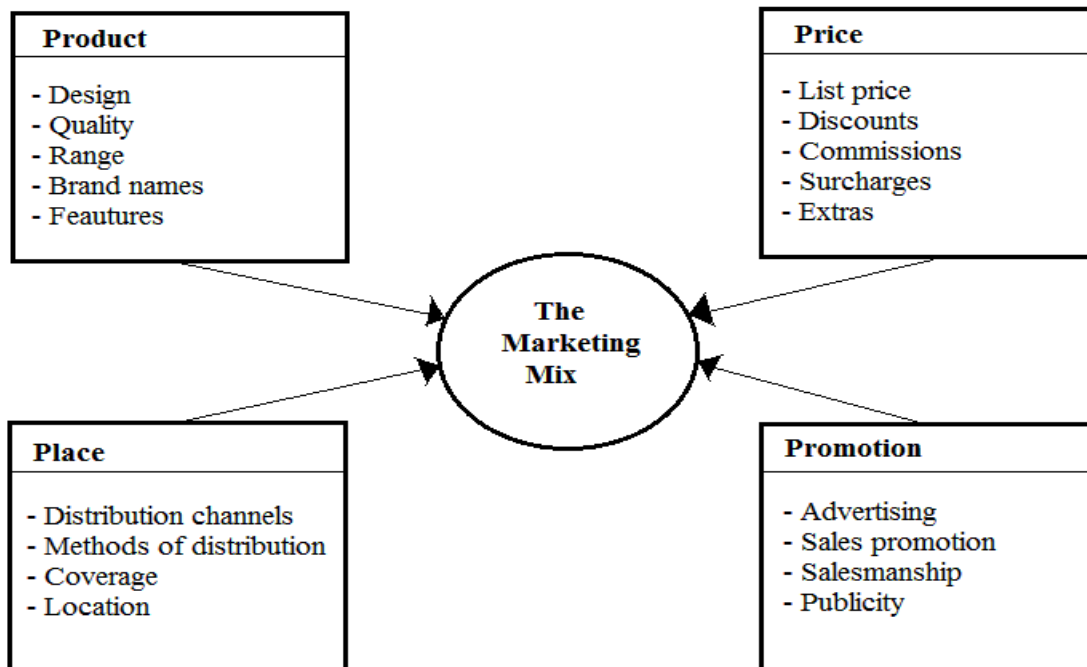 Product
- Design
- Quality
- Range
- Brand names
- Feautures
Price
- List price
- Discounts
- Commissions
- Surcharges
- Extras
The
Marketing
Mix
Place
- Distribution channels
- Methods of distribution
- Coverage
- Location
Promotion
- Advertising
- Sales promotion
- Salesmanship
- Publicity